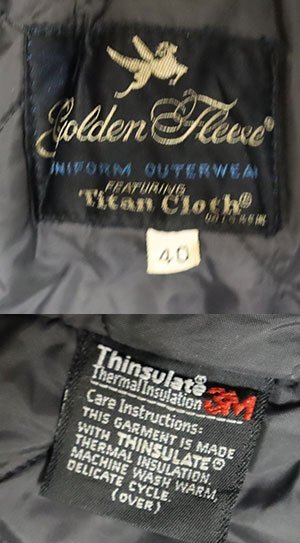 Golden Fleece®
UNIFORM OUTERWEAR
FEATURING
Titan Cloth®
40
Thinsulate®
Thermal Insulation 3M
Care Instructions:
THIS GARMENT IS MADE
WITH THINSULATE®
THERMAL INSULATION
MACHINE WASH WARM,
DELICATE CYCLE.
(OVER)